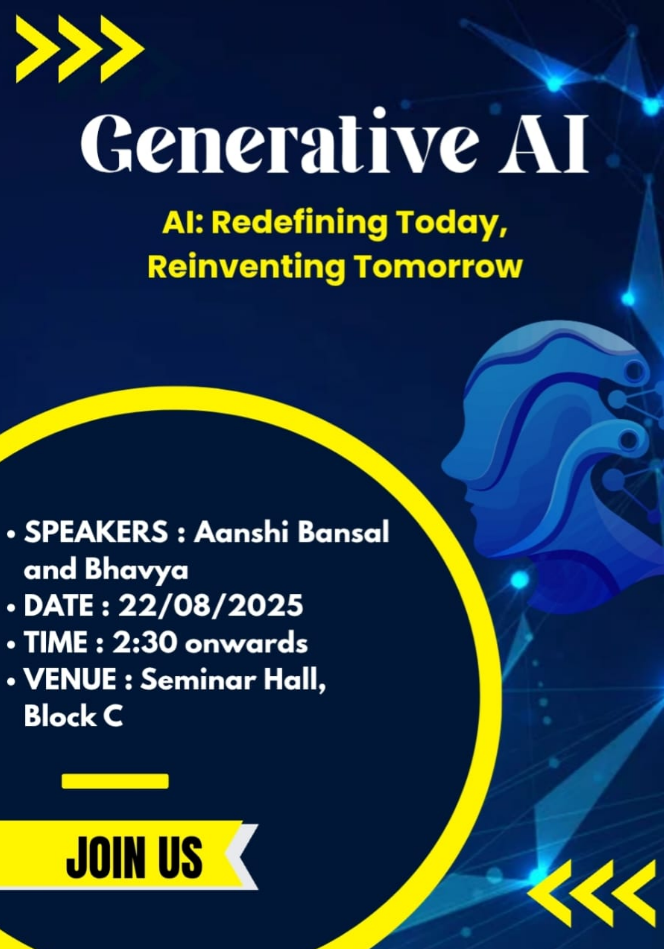 Generative AI
AI: Redefining Today,
Reinventing Tomorrow
• SPEAKERS : Aanshi Bansal
and Bhavya
• DATE : 22/08/2025
• TIME : 2:30 onwards
• VENUE : Seminar Hall,
Block C
JOIN US